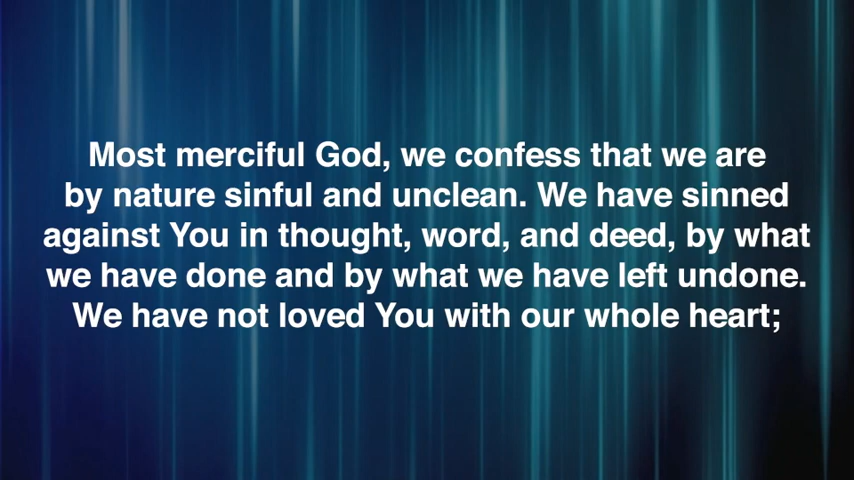 Most merciful God, we confess that we are
by nature sinful and unclean. We have sinned
against You in thought, word, and deed, by what
we have done and by what we have left undone.
We have not loved You with our whole heart;